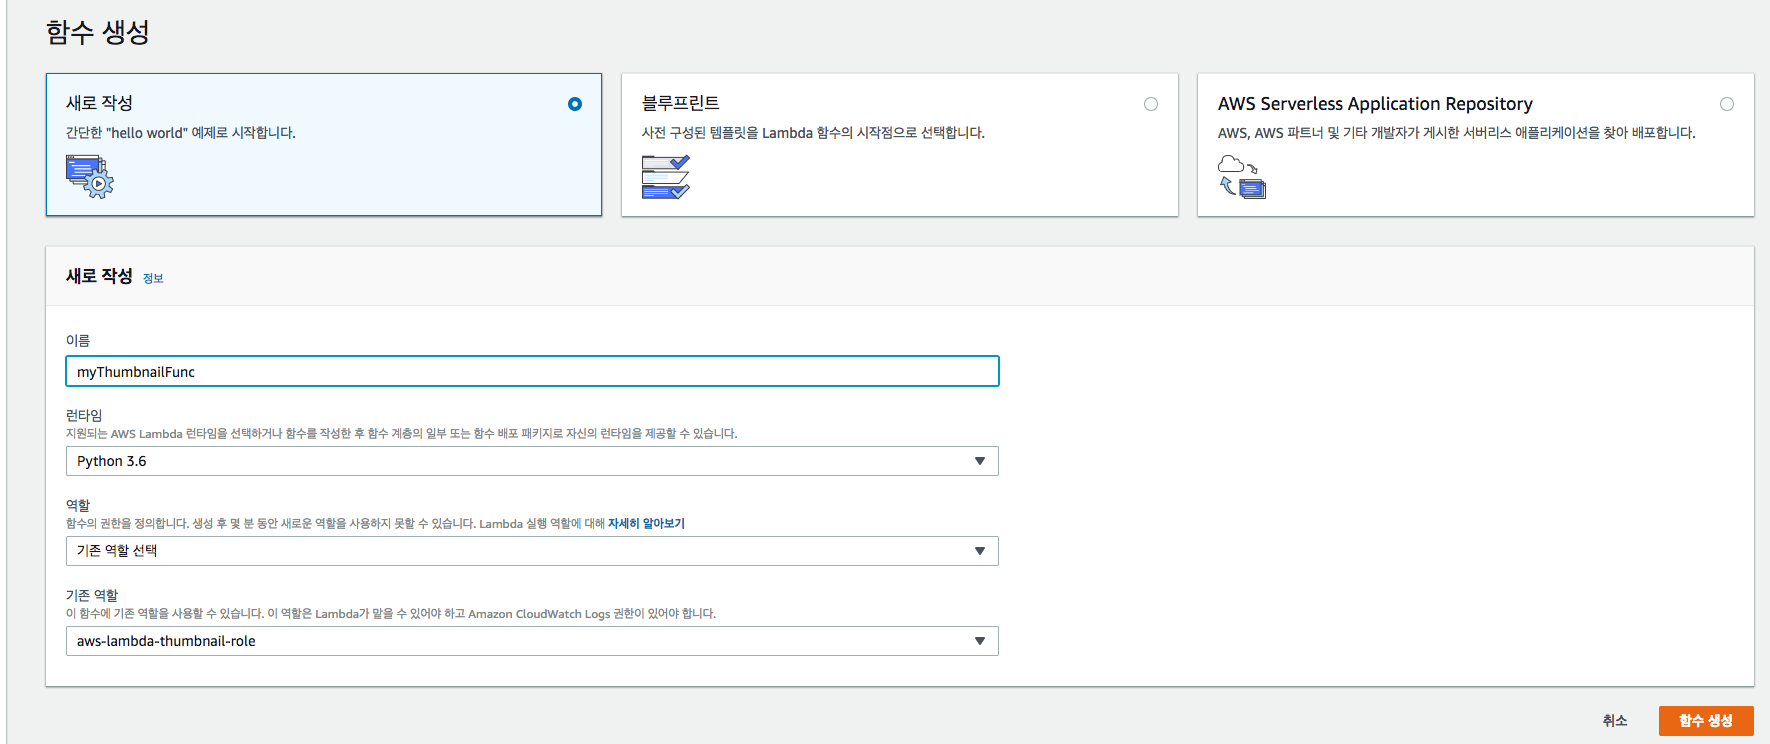 함수 생성
새로 작성
간단한 "hello world" 예제로 시작합니다.
블루프린트
사전 구성된 템플릿을 Lambda 함수의 시작점으로 선택합니다.
AWS Serverless Application Repository
AWS, AWS 파트너 및 기타 개발자가 게시한 서버리스 애플리케이션을 찾아 배포합니다.
새로 작성 정보
이름
myThumbnailFunc
런타임
지원되는 AWS Lambda 런타임을 선택하거나 함수를 작성한 후 함수 계층의 일부 또는 함수 배포 패키지로 자신의 런타임을 제공할 수 있습니다.
Python 3.6
역할
함수의 권한을 정의합니다. 생성 후 몇 분 동안 새로운 역할을 사용하지 못할 수 있습니다. Lambda 실행 역할에 대해 자세히 알아보기
기존 역할 선택
기존 역할
이 함수에 기존 역할을 사용할 수 있습니다. 이 역할은 Lambda가 맡을 수 있어야 하고 Amazon CloudWatch Logs 권한이 있어야 합니다.
aws-lambda-thumbnail-role
취소 함수 생성